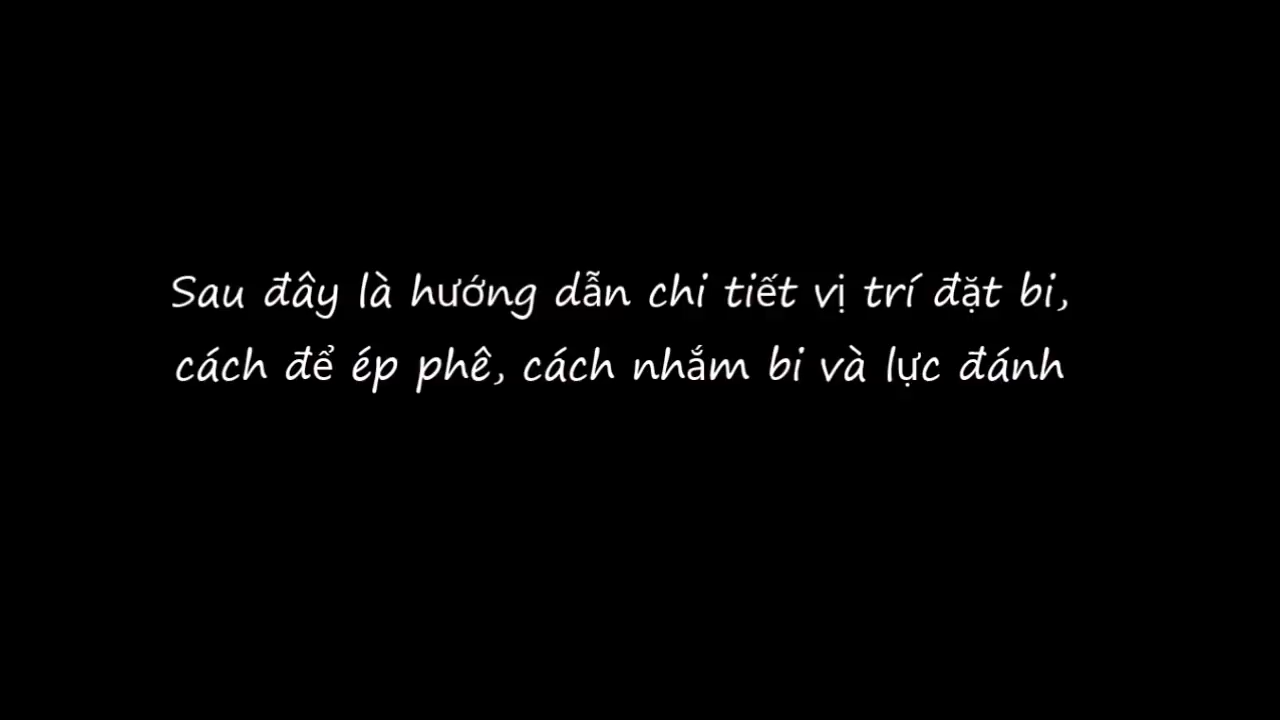 Sau đây là hướng dẫn chi tiết vị trí đặt bi,
cách để ép phê, cách nhắm bi và lực đánh